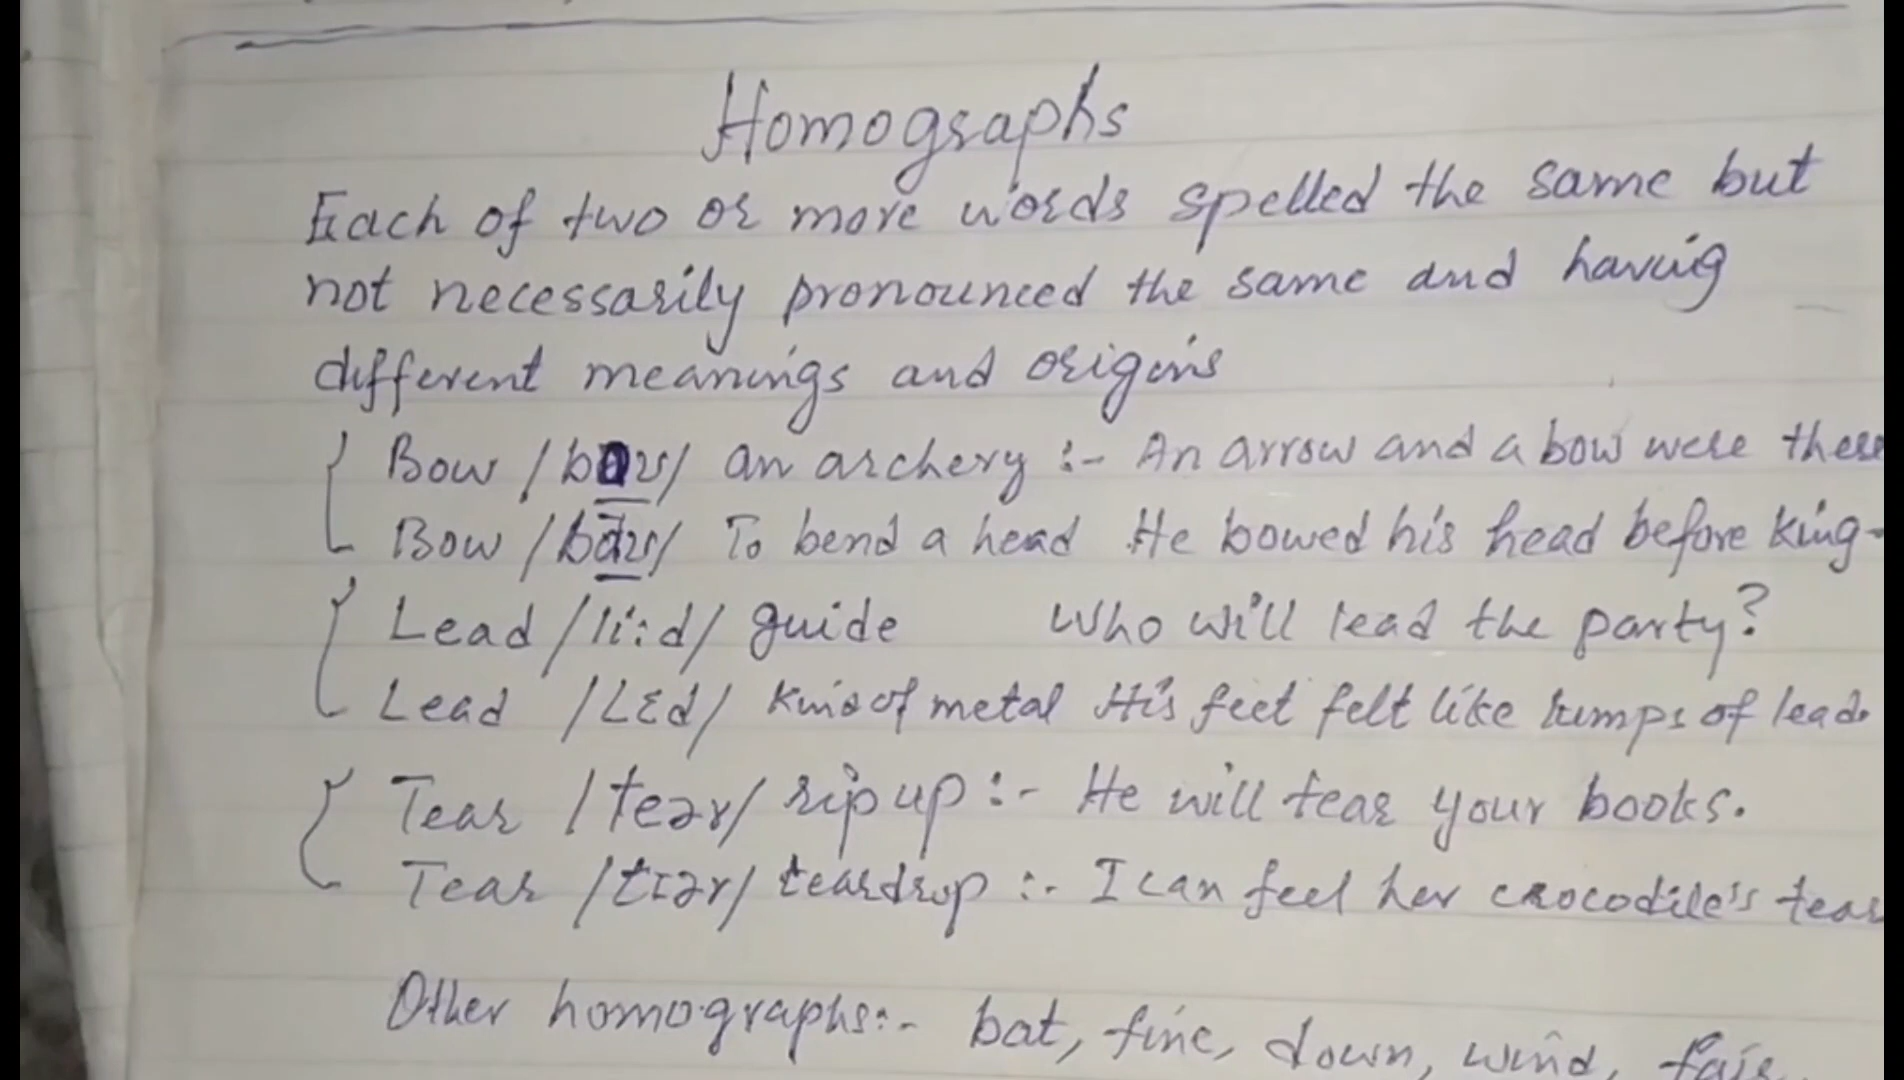 Homographs
Each of two or more words spelled the same but
not necessarily pronounced the same and having
different meanings and origins
Bow /baʊ/ an archery :- An arrow and a bow were there
Bow /baʊ/ To bend a head He bowed his head before king-
Lead /li:d/ guide Who will lead the party?
Lead /Lɛd/ kind of metal His feet felt like lumps of lead.
Tear /teər/ rip up :- He will tear your books.
Tear /tɪər/ teardrop :- I can feel her crocodile's tear
Other homographs:- bat, fine, down, wind, fair,